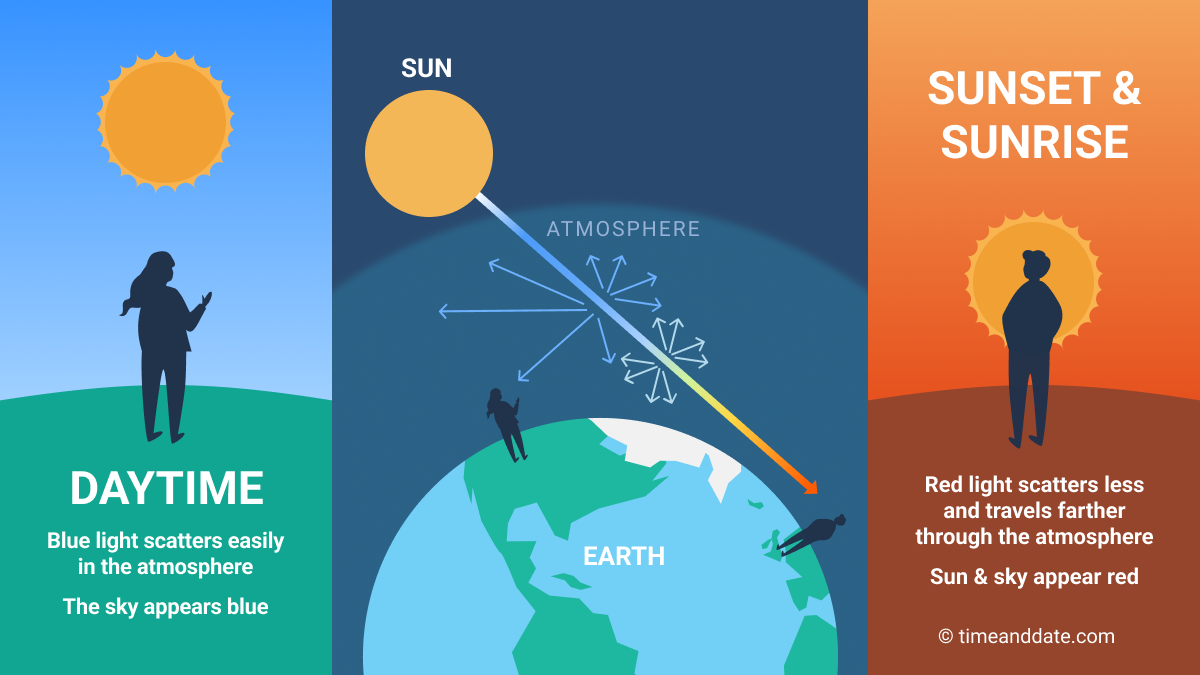 DAYTIME
Blue light scatters easily
in the atmosphere
The sky appears blue
SUN
ATMOSPHERE
EARTH
SUNSET &
SUNRISE
Red light scatters less
and travels farther
through the atmosphere
Sun & sky appear red
© timeanddate.com